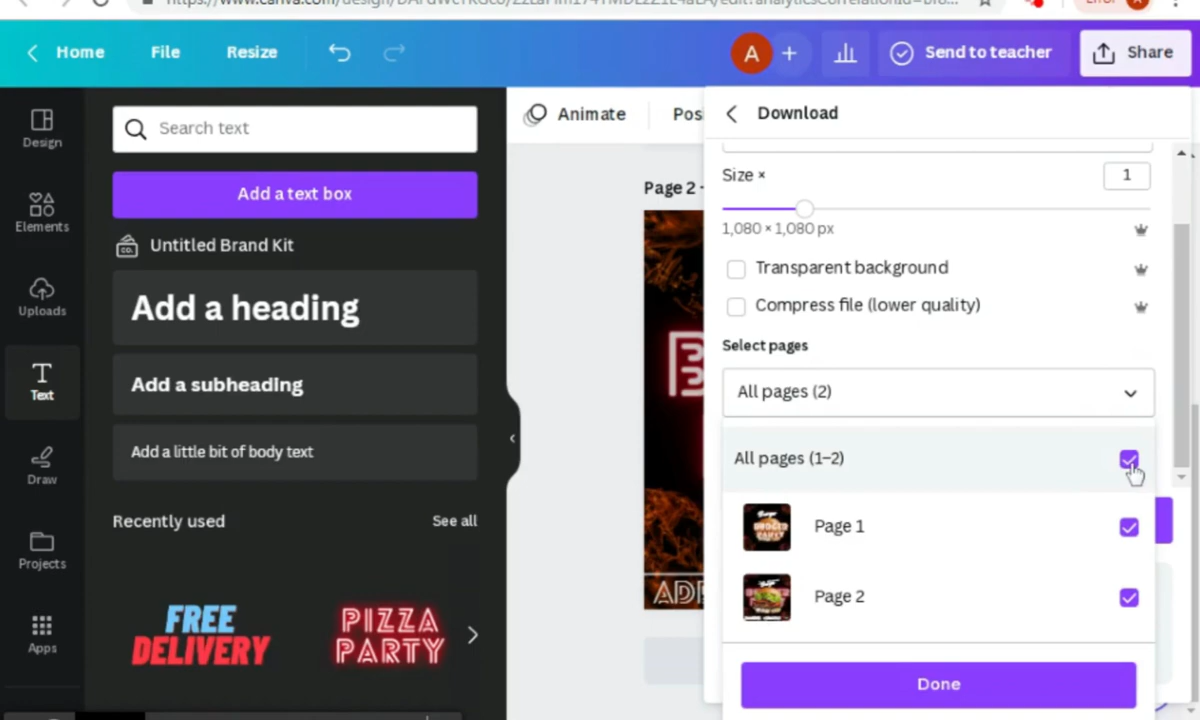 Home
File
Resize
A
Send to teacher
Share
Design
Elements
Uploads
Text
Draw
Projects
Apps
Search text
Add a text box
CO.
Untitled Brand Kit
Add a heading
Add a subheading
Add a little bit of body text
Recently used
See all
FREE
DELIVERY
PIZZA
PARTY
Animate
Page 2 -
Download
Size ×
1
1,080 × 1,080 px
Transparent background
Compress file (lower quality)
Select pages
All pages (2)
All pages (1–2)
Page 1
Page 2
Done